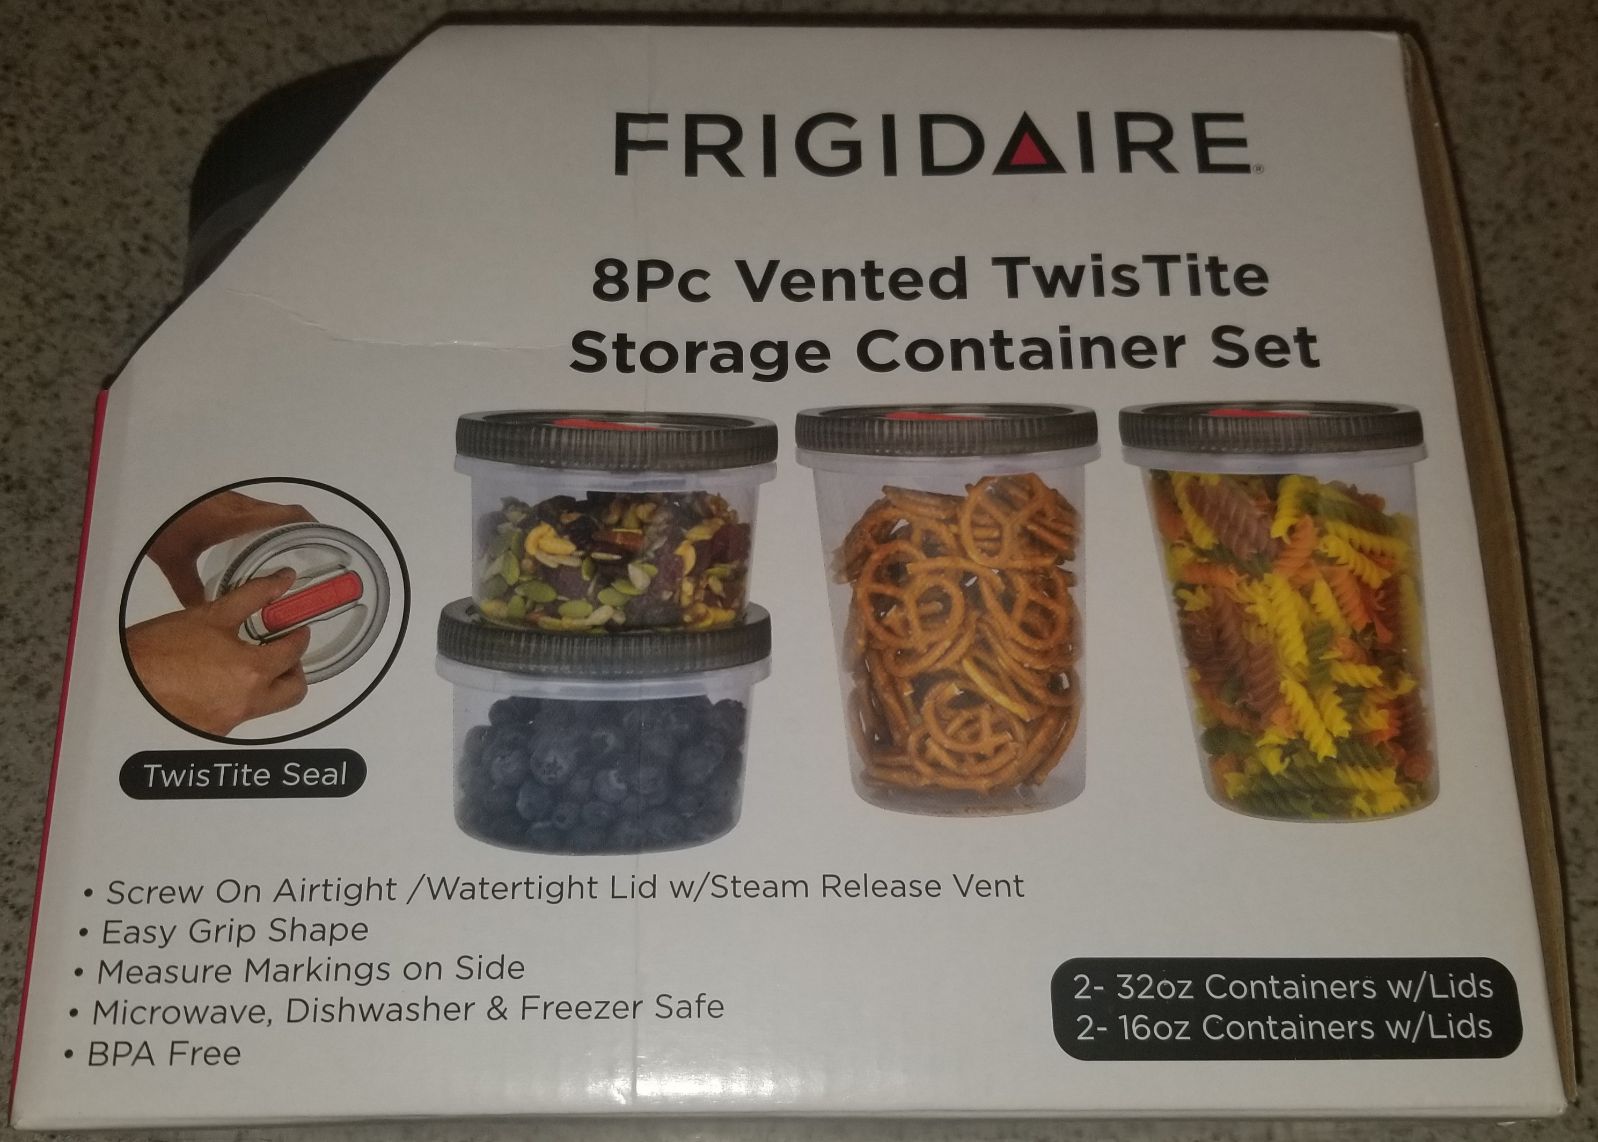 FRIGIDAIRE®
8Pc Vented TwisTite
Storage Container Set
TwisTite Seal
• Screw On Airtight /Watertight Lid w/Steam Release Vent
• Easy Grip Shape
• Measure Markings on Side
• Microwave, Dishwasher & Freezer Safe
• BPA Free
2- 32oz Containers w/Lids
2- 16oz Containers w/Lids